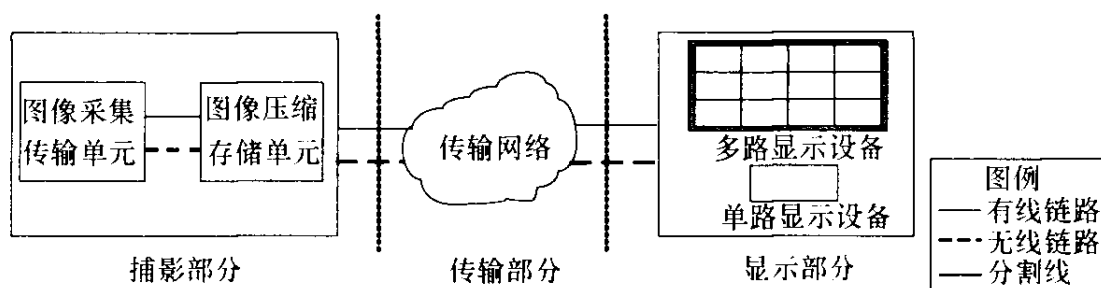 图像采集
传输单元
图像压缩
存储单元
传输网络
多路显示设备
单路显示设备
图例
有线链路
无线链路
分割线
捕影部分
传输部分
显示部分